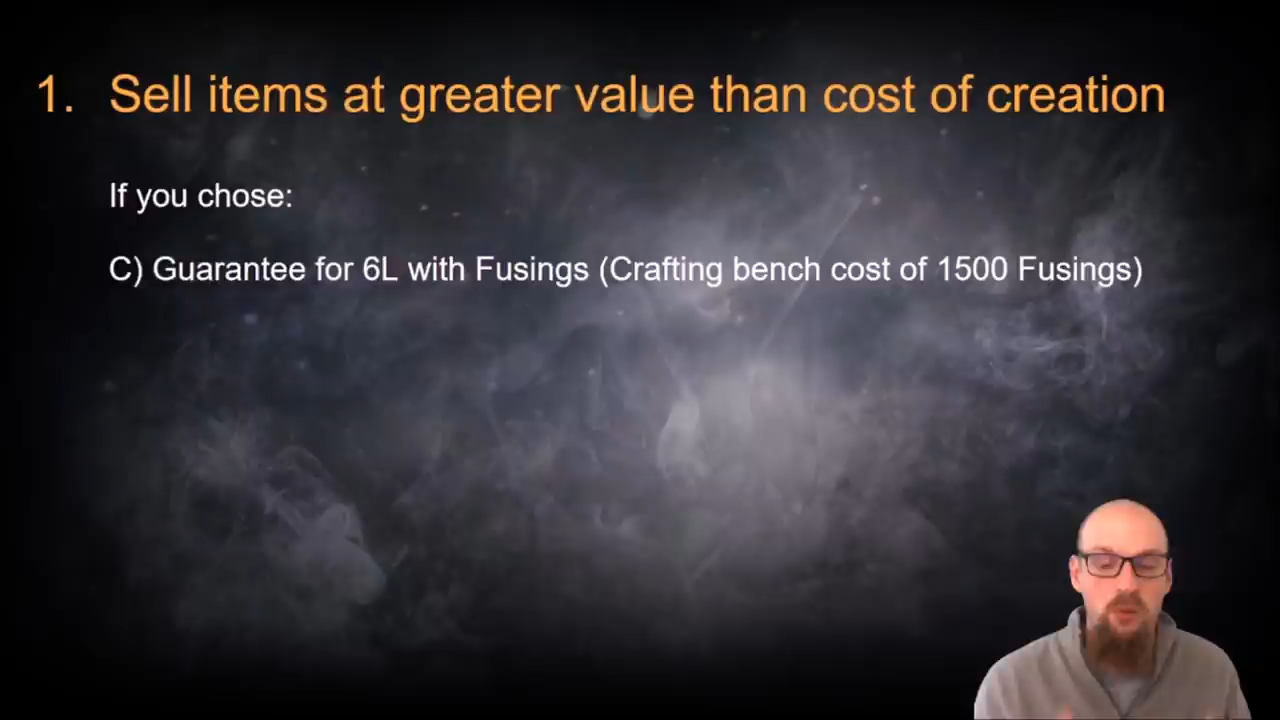 1. Sell items at greater value than cost of creation
If you chose:
C) Guarantee for 6L with Fusings (Crafting bench cost of 1500 Fusings)